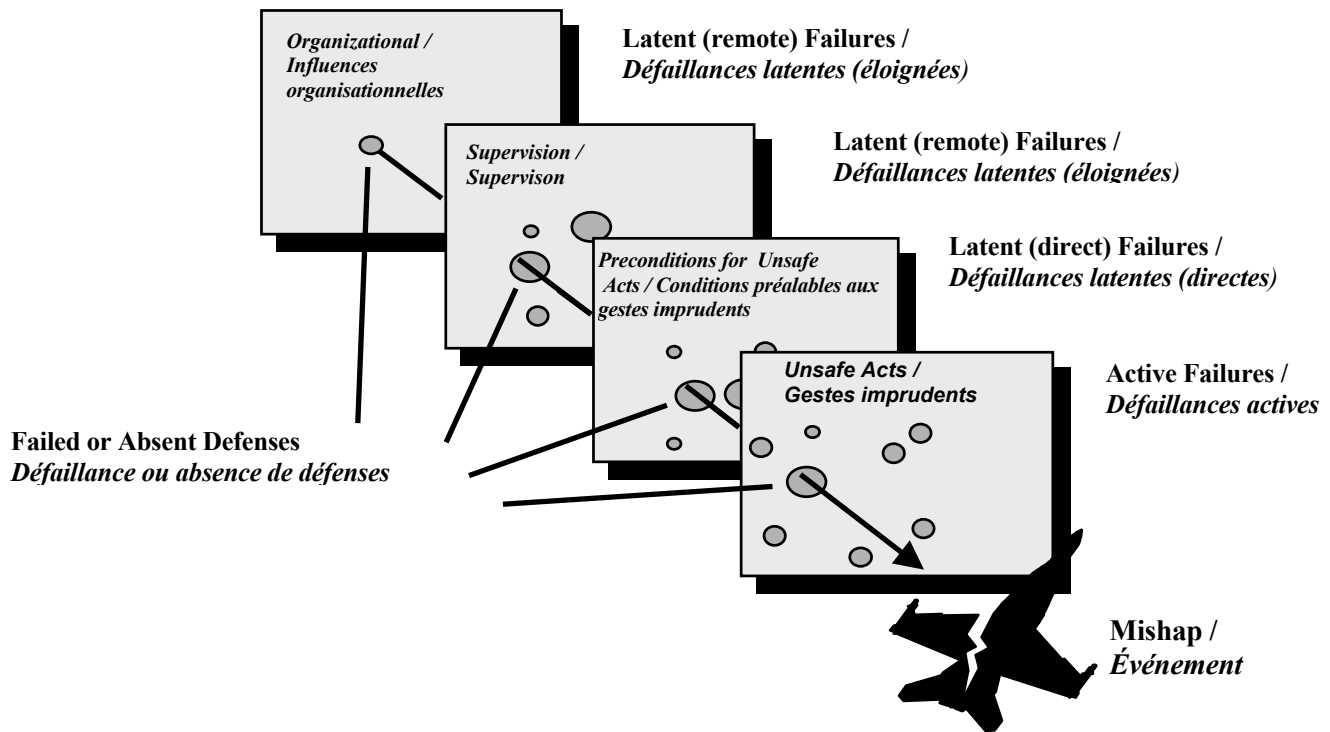 Organizational /
Influences
organisationnelles
Latent (remote) Failures /
Défaillances latentes (éloignées)
Supervision /
Supervison
Latent (remote) Failures /
Défaillances latentes (éloignées)
Preconditions for Unsafe
Acts / Conditions préalables aux
gestes imprudents
Latent (direct) Failures /
Défaillances latentes (directes)
Unsafe Acts /
Gestes imprudents
Active Failures /
Défaillances actives
Failed or Absent Defenses
Défaillance ou absence de défenses
Mishap /
Événement